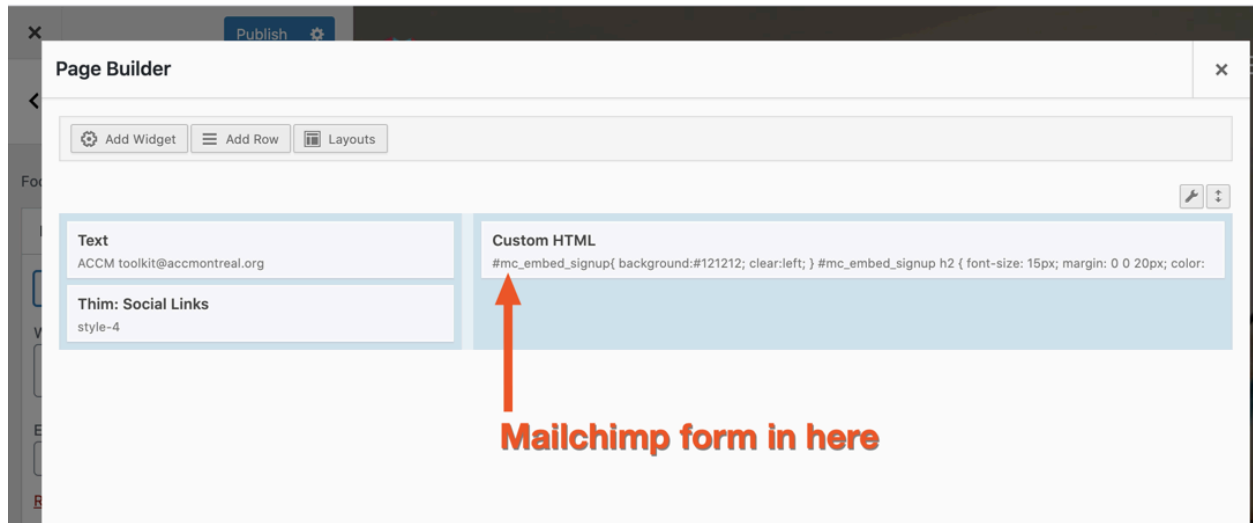 Publish
Page Builder
Add Widget
Add Row
Layouts
Text
ACCM toolkit@accmontreal.org
Custom HTML
#mc_embed_signup{ background:#121212; clear:left; } #mc_embed_signup h2 { font-size: 15px; margin: 0 0 20px; color:
Thim: Social Links
style-4
Mailchimp form in here